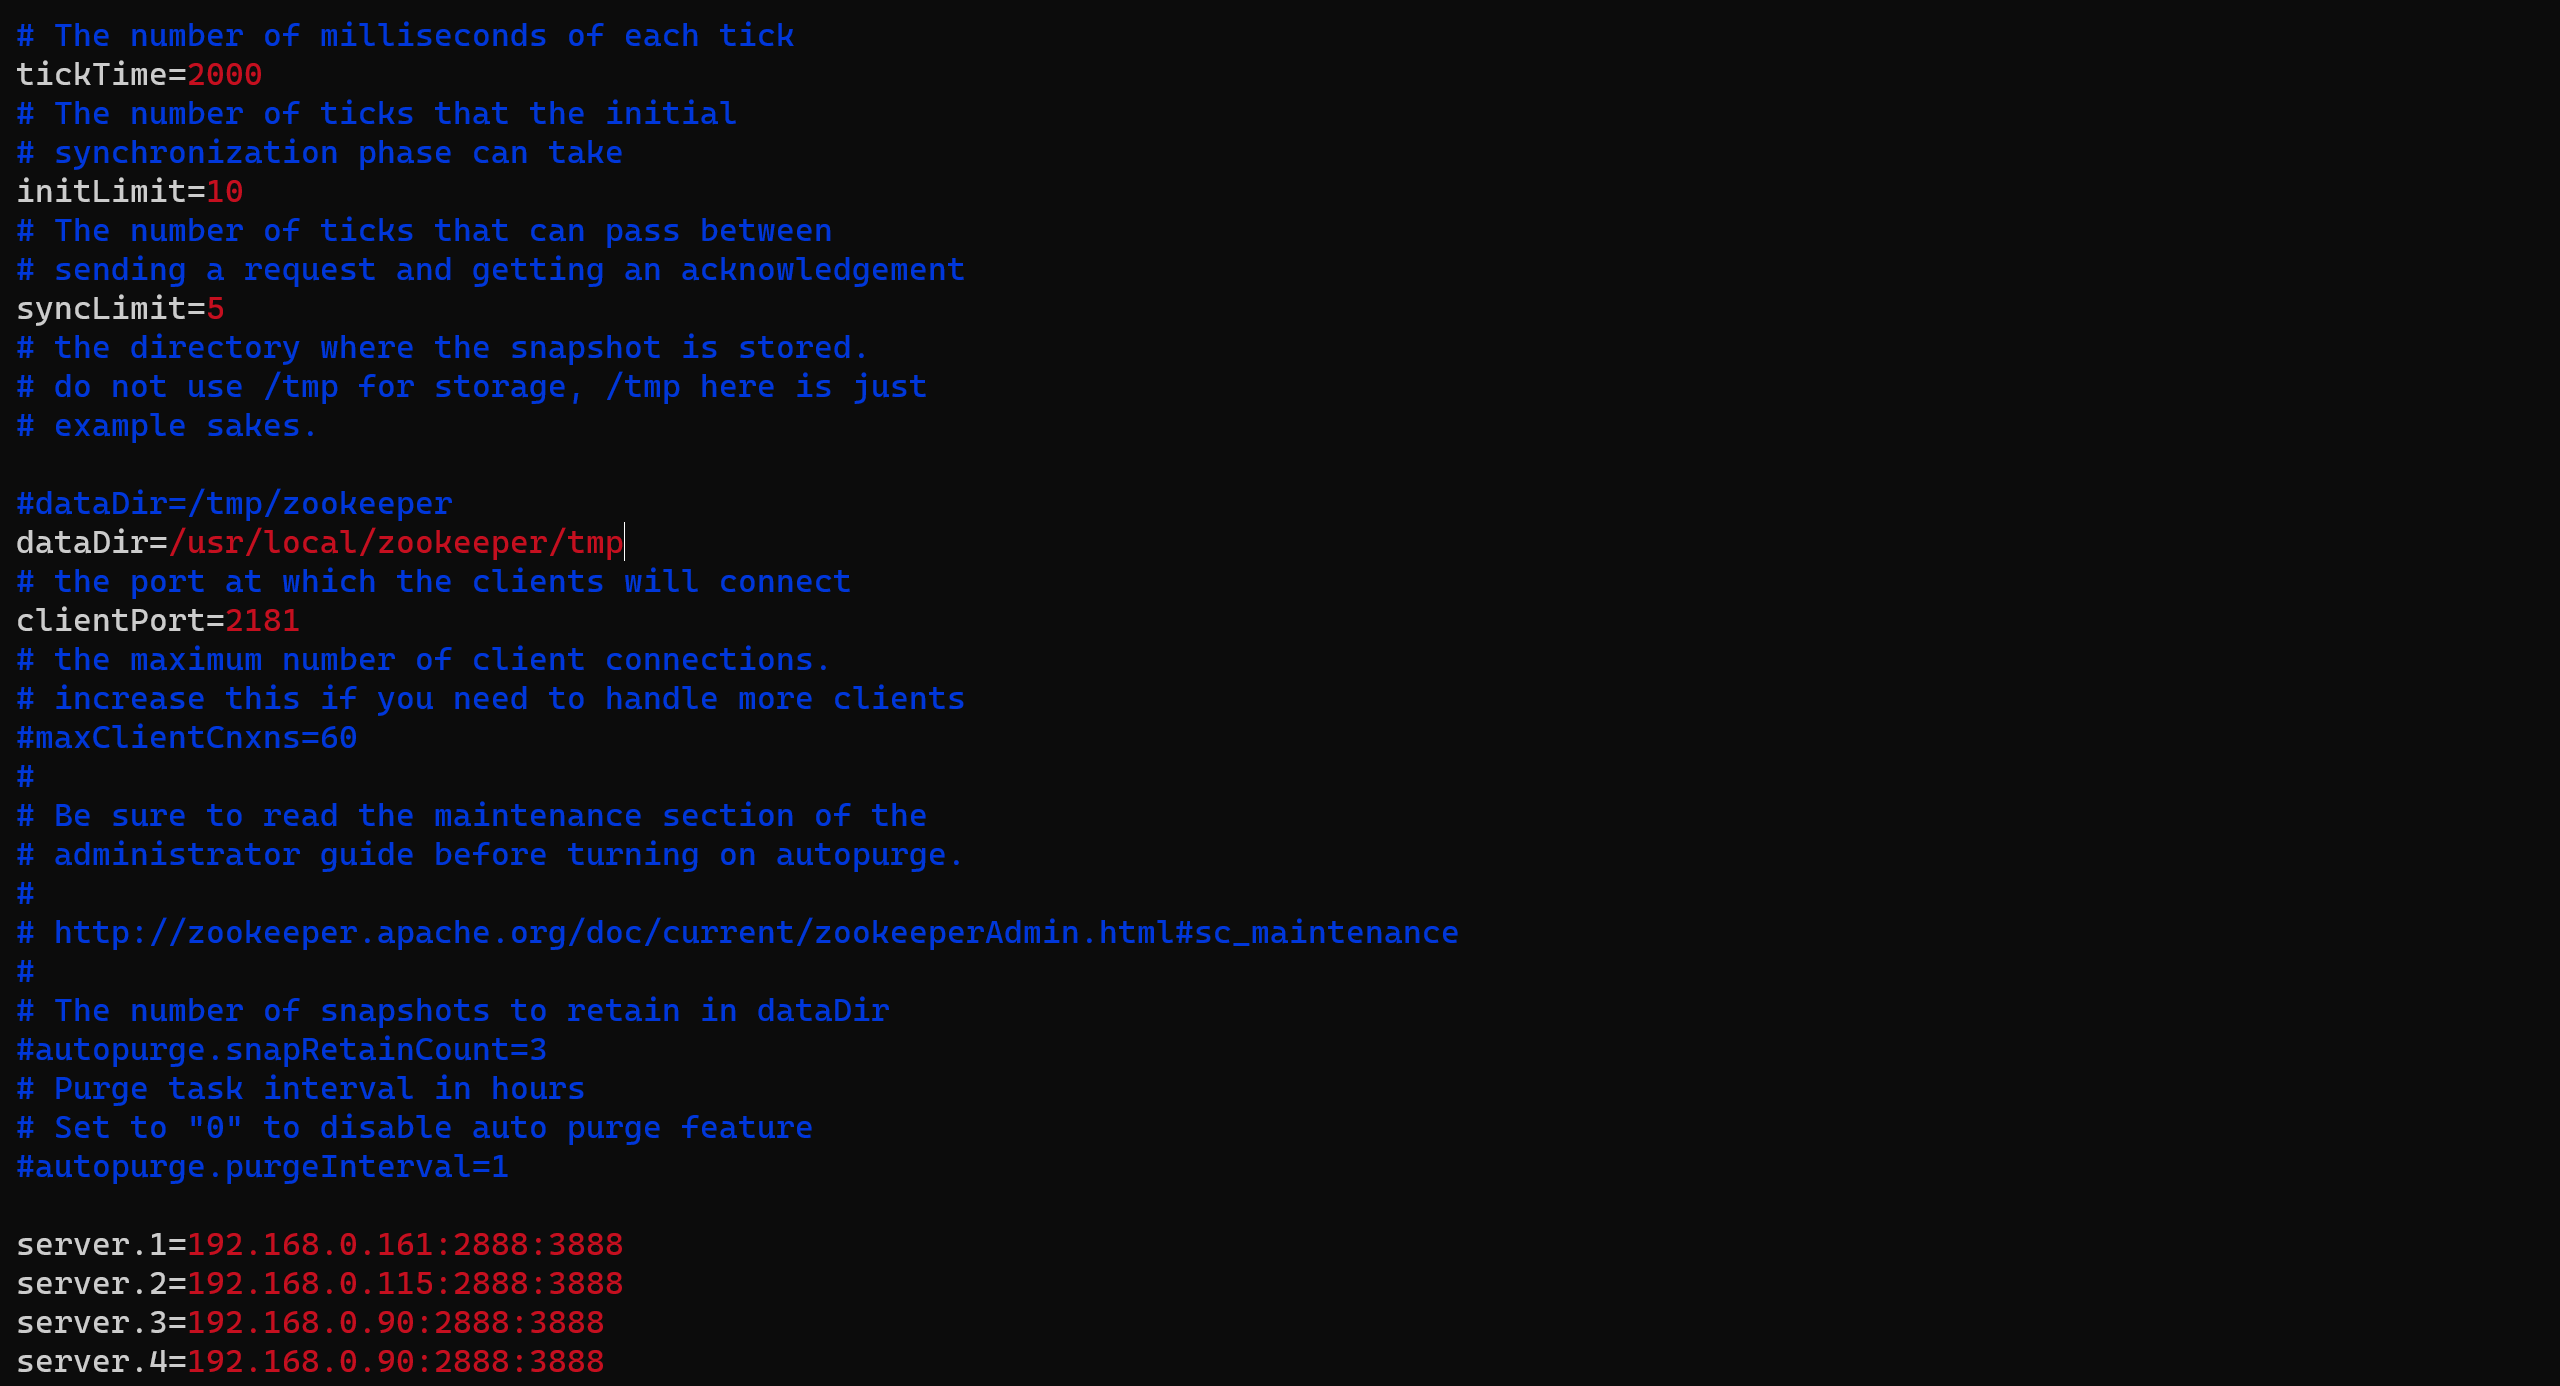 # The number of milliseconds of each tick
tickTime=2000
# The number of ticks that the initial
# synchronization phase can take
initLimit=10
# The number of ticks that can pass between
# sending a request and getting an acknowledgement
syncLimit=5
# the directory where the snapshot is stored.
# do not use /tmp for storage, /tmp here is just
# example sakes.

#dataDir=/tmp/zookeeper
dataDir=/usr/local/zookeeper/tmp
# the port at which the clients will connect
clientPort=2181
# the maximum number of client connections.
# increase this if you need to handle more clients
#maxClientCnxns=60
#
# Be sure to read the maintenance section of the
# administrator guide before turning on autopurge.
#
# http://zookeeper.apache.org/doc/current/zookeeperAdmin.html#sc_maintenance
#
# The number of snapshots to retain in dataDir
#autopurge.snapRetainCount=3
# Purge task interval in hours
# Set to "0" to disable auto purge feature
#autopurge.purgeInterval=1

server.1=192.168.0.161:2888:3888
server.2=192.168.0.115:2888:3888
server.3=192.168.0.90:2888:3888
server.4=192.168.0.90:2888:3888